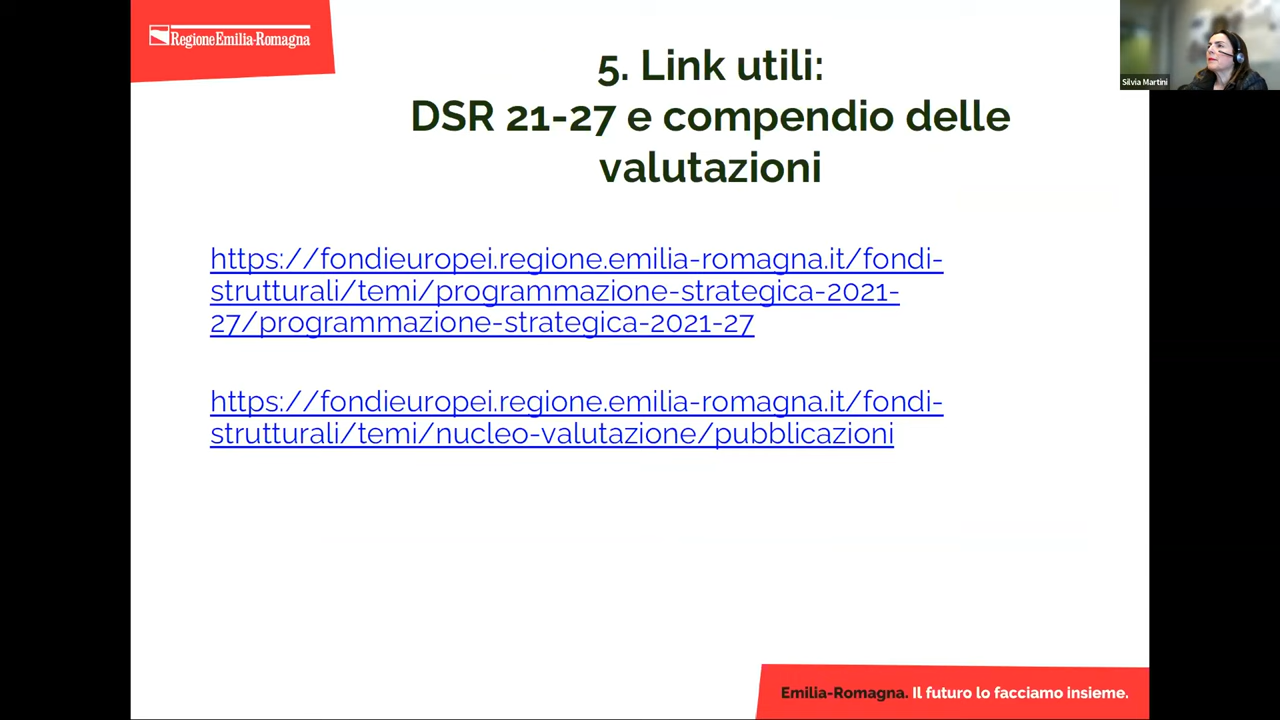 RegioneEmilia-Romagna
Silvia Martini
5. Link utili:
DSR 21-27 e compendio delle
valutazioni
https://fondieuropei.regione.emilia-romagna.it/fondi-
strutturali/temi/programmazione-strategica-2021-
27/programmazione-strategica-2021-27
https://fondieuropei.regione.emilia-romagna.it/fondi-
strutturali/temi/nucleo-valutazione/pubblicazioni
Emilia-Romagna. Il futuro lo facciamo insieme.